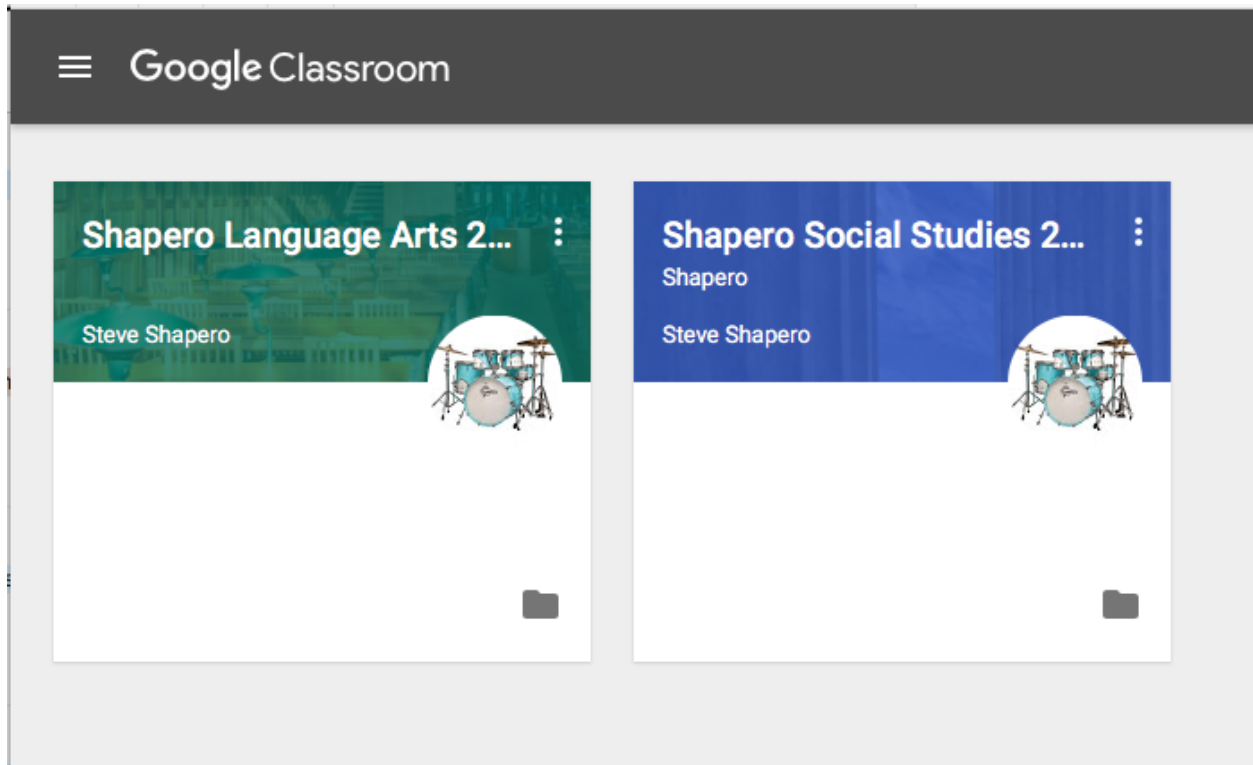 Google Classroom
Shapero Language Arts 2...
Steve Shapero
Shapero Social Studies 2...
Shapero
Steve Shapero